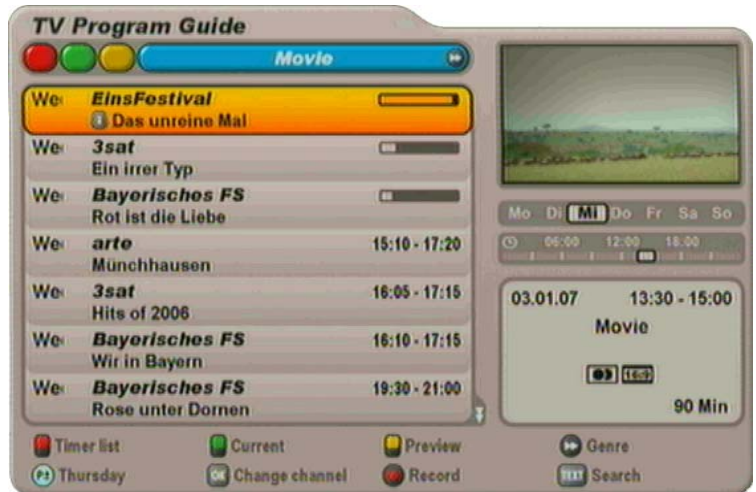 TV Program Guide
Movie
We EinsFestival
i Das unreine Mal
We 3sat
Ein irrer Typ
We Bayerisches FS
Rot ist die Liebe
We arte 15:10 - 17:20
Münchhausen
We 3sat 16:05 - 17:15
Hits of 2006
We Bayerisches FS 16:10 - 17:15
Wir in Bayern
We Bayerisches FS 19:30 - 21:00
Rose unter Dornen
Mo Di Mi Do Fr Sa So
06:00 12:00 18:00
03.01.07 13:30 - 15:00
Movie
16:9
90 Min
Timer list Current Preview Genre
P↑ Thursday OK Change channel Record TEXT Search